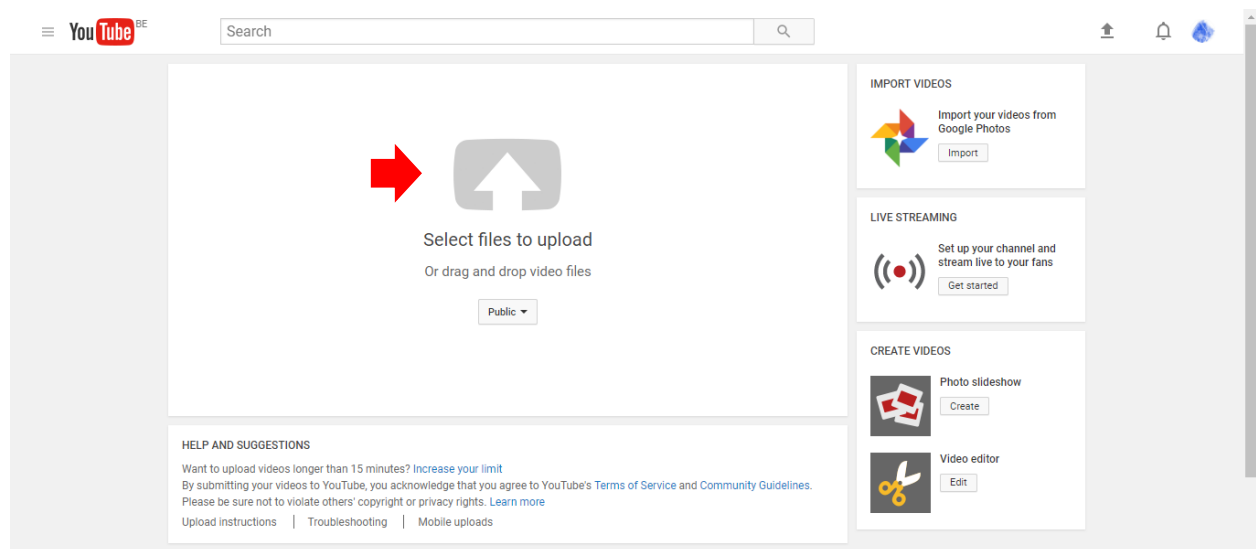 YouTube BE
Search
Select files to upload
Or drag and drop video files
Public
HELP AND SUGGESTIONS
Want to upload videos longer than 15 minutes? Increase your limit
By submitting your videos to YouTube, you acknowledge that you agree to YouTube's Terms of Service and Community Guidelines.
Please be sure not to violate others' copyright or privacy rights. Learn more
Upload instructions | Troubleshooting | Mobile uploads
IMPORT VIDEOS
Import your videos from
Google Photos
Import
LIVE STREAMING
Set up your channel and
stream live to your fans
Get started
CREATE VIDEOS
Photo slideshow
Create
Video editor
Edit